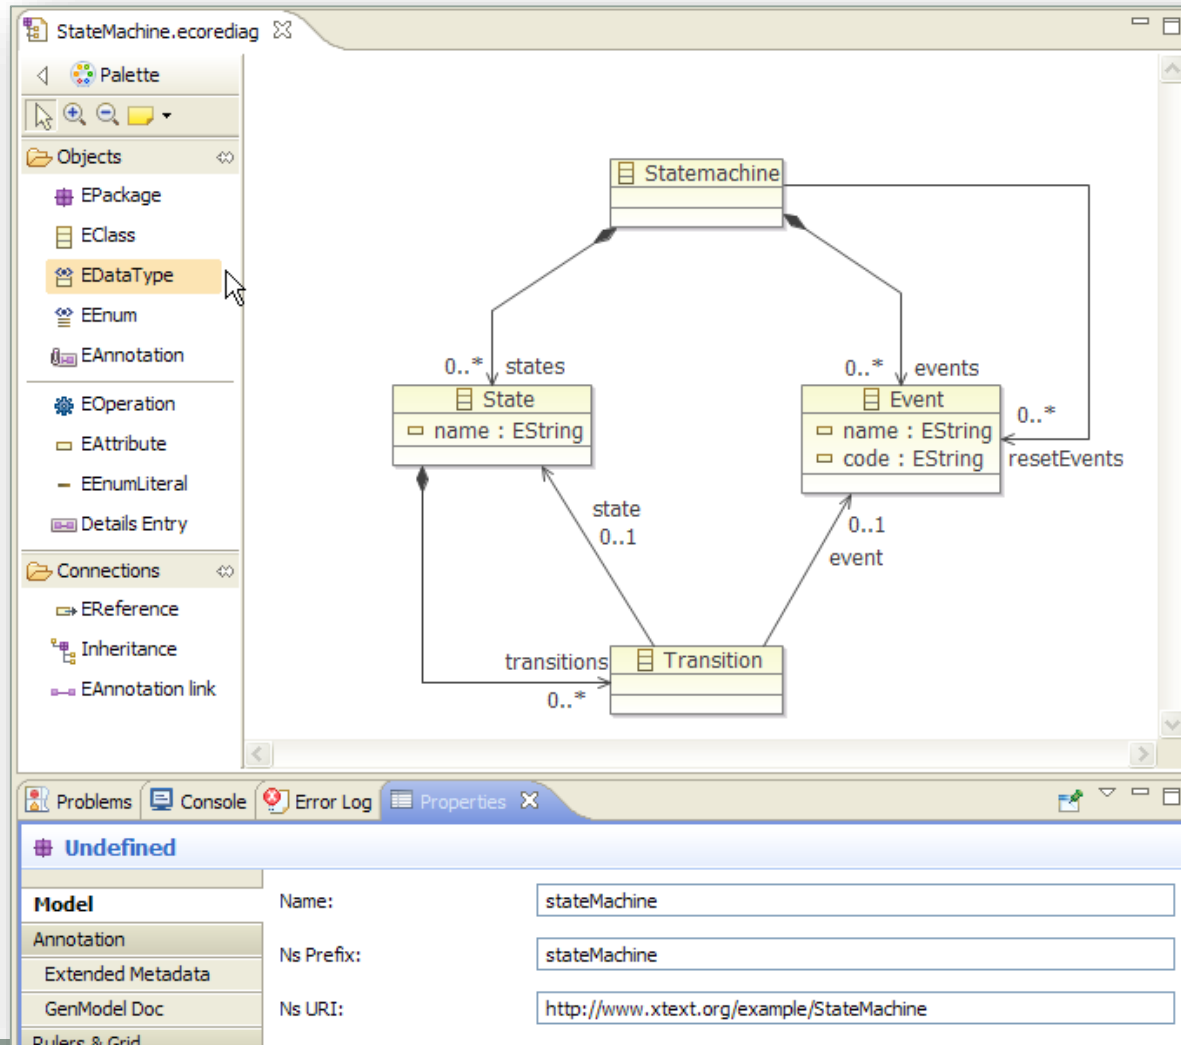 StateMachine.ecorediag
Palette
Objects
EPackage
EClass
EDataType
EEnum
EAnnotation
EOperation
EAttribute
EEnumLiteral
Details Entry
Connections
EReference
Inheritance
EAnnotation link
Statemachine
0..* states
0..* events
State
name : EString
Event
name : EString
code : EString
0..*
resetEvents
state
0..1
0..1
event
transitions
0..*
Transition
Problems Console Error Log Properties
Undefined
Model
Annotation
Extended Metadata
GenModel Doc
Rulers & Grid
Name: stateMachine
Ns Prefix: stateMachine
Ns URI: http://www.xtext.org/example/StateMachine